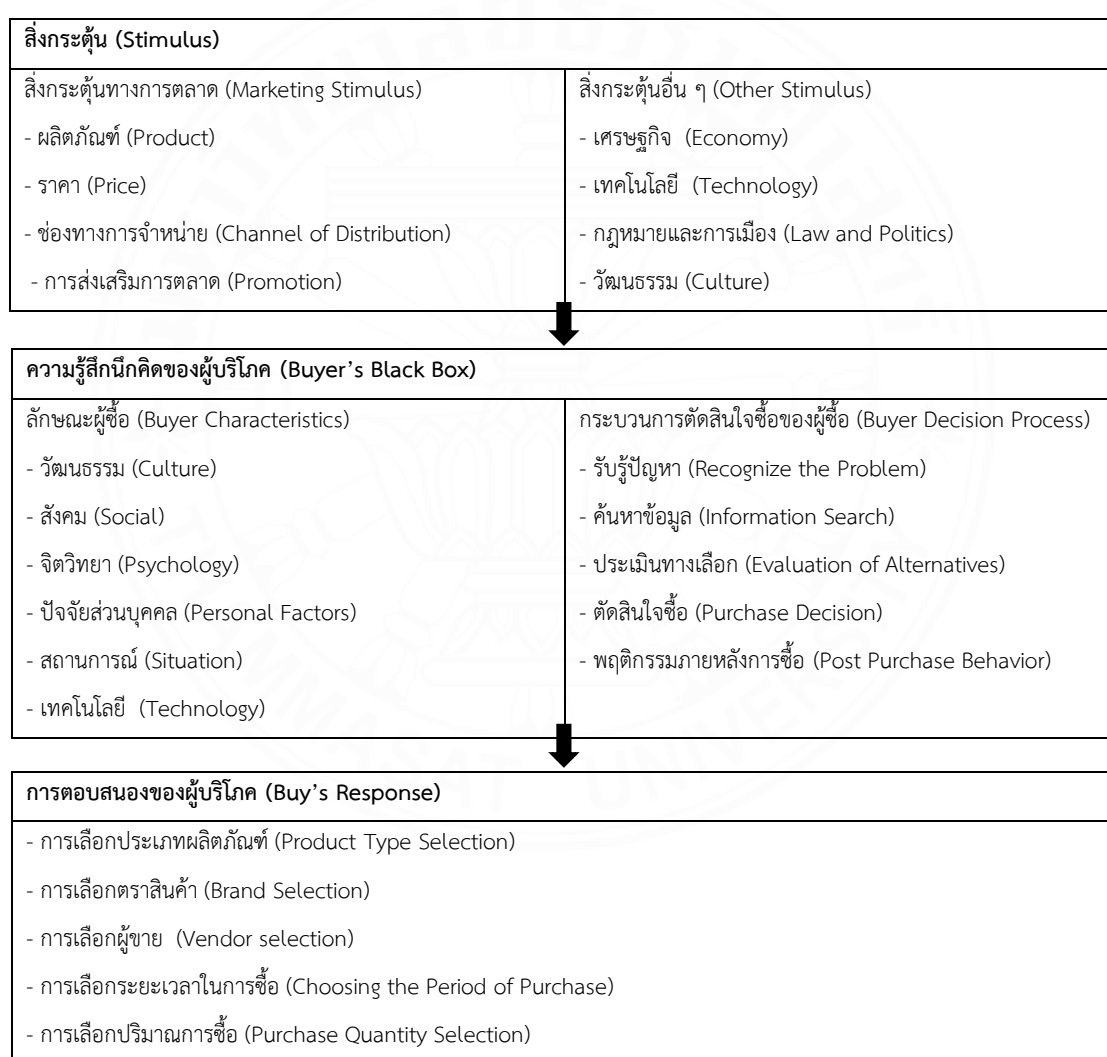 สิ่งกระตุ้น (Stimulus)
สิ่งกระตุ้นทางการตลาด (Marketing Stimulus)
- ผลิตภัณฑ์ (Product)
- ราคา (Price)
- ช่องทางการจำหน่าย (Channel of Distribution)
- การส่งเสริมการตลาด (Promotion)
สิ่งกระตุ้นอื่น ๆ (Other Stimulus)
- เศรษฐกิจ (Economy)
- เทคโนโลยี (Technology)
- กฎหมายและการเมือง (Law and Politics)
- วัฒนธรรม (Culture)
ความรู้สึกนึกคิดของผู้บริโภค (Buyer’s Black Box)
ลักษณะผู้ซื้อ (Buyer Characteristics)
- วัฒนธรรม (Culture)
- สังคม (Social)
- จิตวิทยา (Psychology)
- ปัจจัยส่วนบุคคล (Personal Factors)
- สถานการณ์ (Situation)
- เทคโนโลยี (Technology)
กระบวนการตัดสินใจซื้อของผู้ซื้อ (Buyer Decision Process)
- รับรู้ปัญหา (Recognize the Problem)
- ค้นหาข้อมูล (Information Search)
- ประเมินทางเลือก (Evaluation of Alternatives)
- ตัดสินใจซื้อ (Purchase Decision)
- พฤติกรรมภายหลังการซื้อ (Post Purchase Behavior)
การตอบสนองของผู้บริโภค (Buy’s Response)
- การเลือกประเภทผลิตภัณฑ์ (Product Type Selection)
- การเลือกตราสินค้า (Brand Selection)
- การเลือกผู้ขาย (Vendor selection)
- การเลือกระยะเวลาในการซื้อ (Choosing the Period of Purchase)
- การเลือกปริมาณการซื้อ (Purchase Quantity Selection)